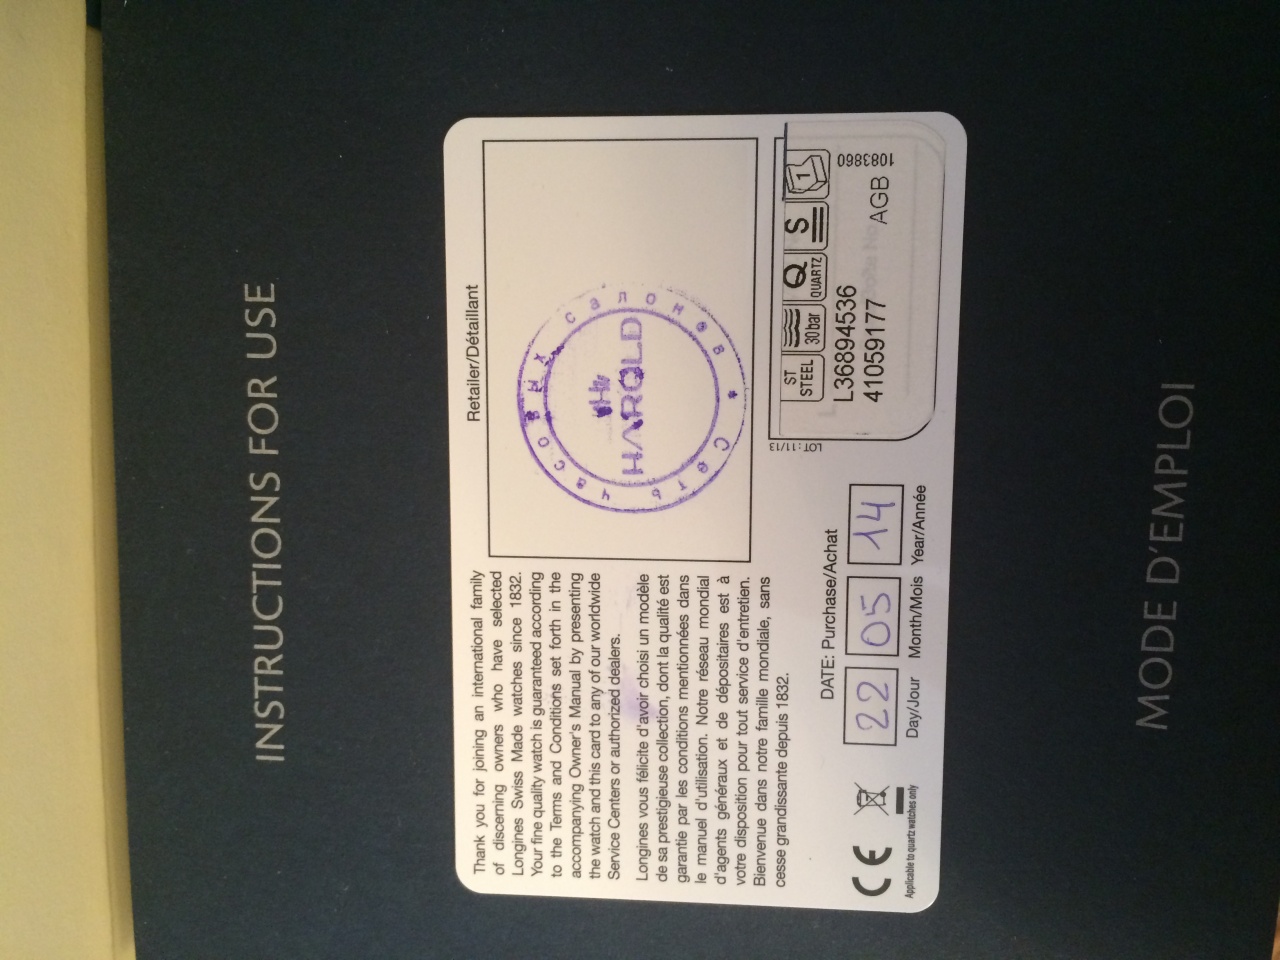 INSTRUCTIONS FOR USE
Thank you for joining an international family
of discerning owners who have selected
Longines Swiss Made watches since 1832.
Your fine quality watch is guaranteed according
to the Terms and Conditions set forth in the
accompanying Owner's Manual by presenting
the watch and this card to any of our worldwide
Service Centers or authorized dealers.
Longines vous félicite d'avoir choisi un modèle
de sa prestigieuse collection, dont la qualité est
garantie par les conditions mentionnées dans
le manuel d'utilisation. Notre réseau mondial
d'agents généraux et de dépositaires est à
votre disposition pour tout service d'entretien.
Bienvenue dans notre famille mondiale, sans
cesse grandissante depuis 1832.
Retailer/Détaillant
Сеть часовых салонов *
HAROLD
DATE: Purchase/Achat
22 05 14
Day/Jour Month/Mois Year/Année
CE
Applicable to quartz watches only
LOT: 11/13
ST STEEL
30 bar
Q QUARTZ
S
1
L36894536
41059177
AGB
1083860
MODE D'EMPLOI